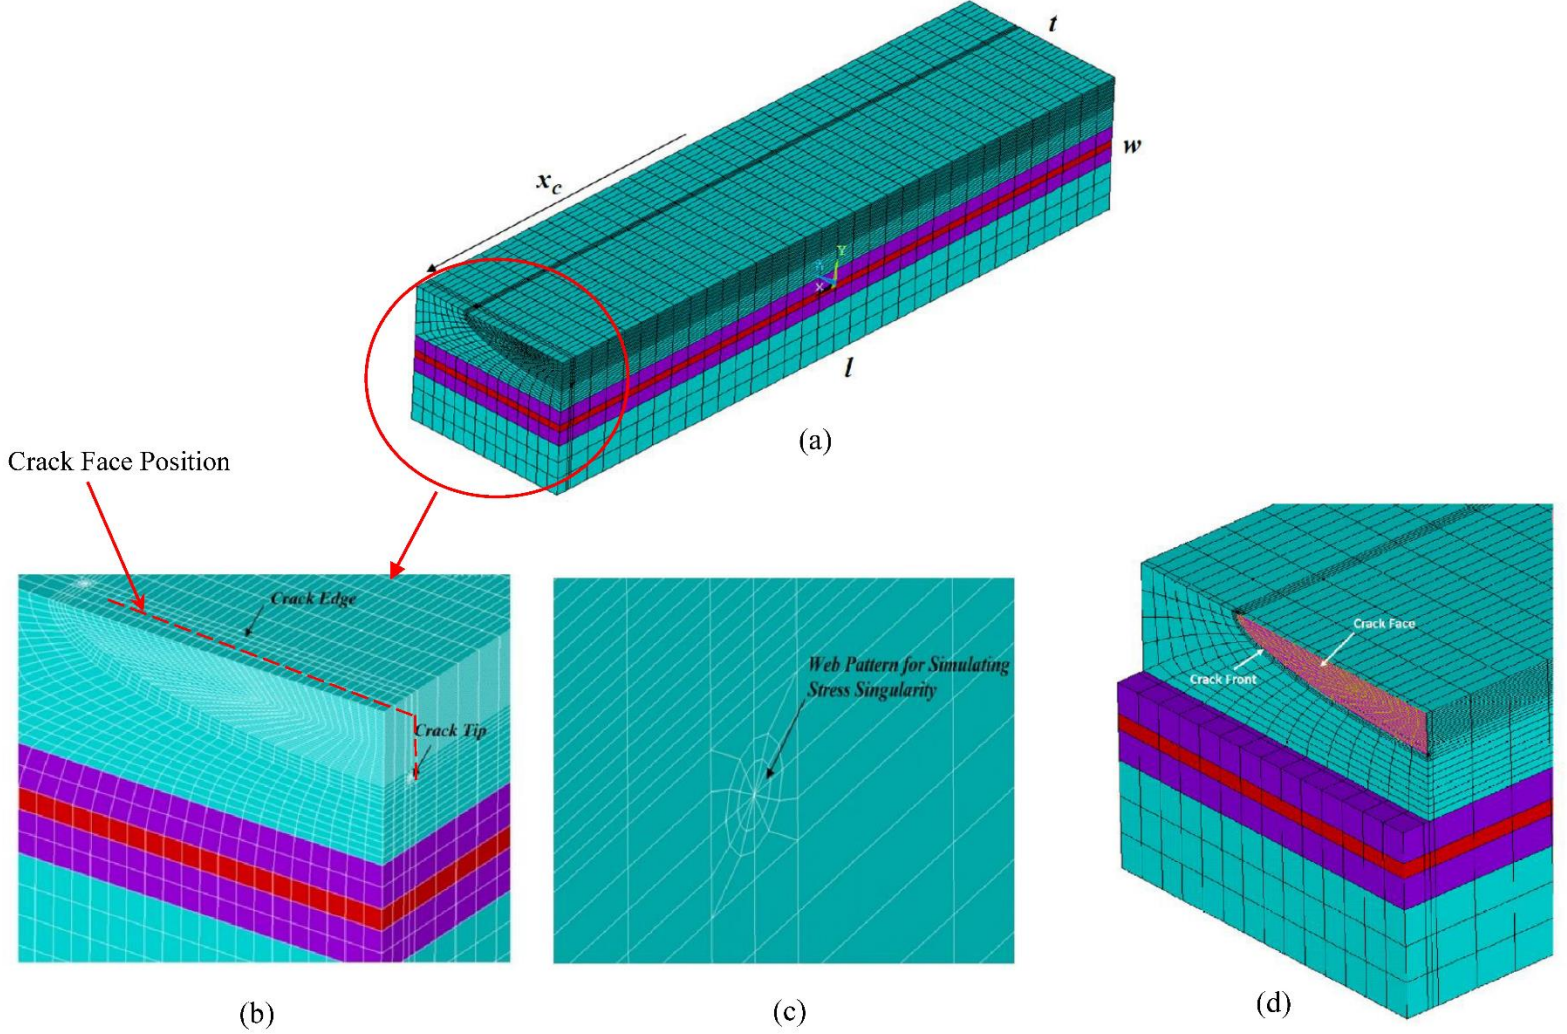 t
w
x_c
Y
X
l
(a)
Crack Face Position
Crack Edge
Crack Tip
Web Pattern for Simulating
Stress Singularity
Crack Face
Crack Front
(b)
(c)
(d)